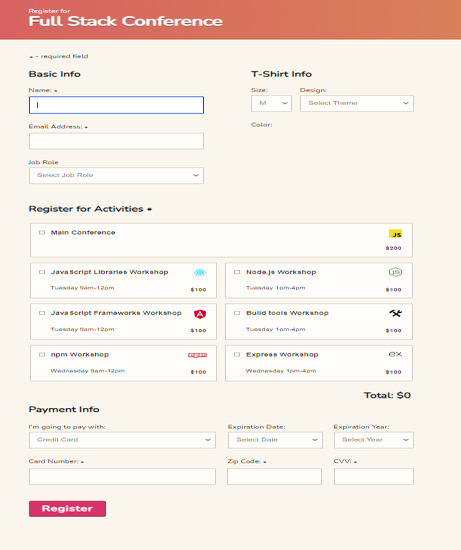 Register for
Full Stack Conference
* - required field
Basic Info
Name: *
Email Address: *
Job Role
Select Job Role
T-Shirt Info
Size: Design:
M Select Theme
Color:
Register for Activities *
Main Conference
JS
$200
JavaScript Libraries Workshop
Tuesday 9am-12pm $100
Node.js Workshop
Tuesday 1pm-4pm $100
JavaScript Frameworks Workshop
Tuesday 9am-12pm $100
Build tools Workshop
Tuesday 1pm-4pm $100
npm Workshop
npm
Wednesday 9am-12pm $100
Express Workshop
ex
Wednesday 1pm-4pm $100
Total: $0
Payment Info
I'm going to pay with: Expiration Date: Expiration Year:
Credit Card Select Date Select Year
Card Number: * Zip Code: * CVV: *
Register